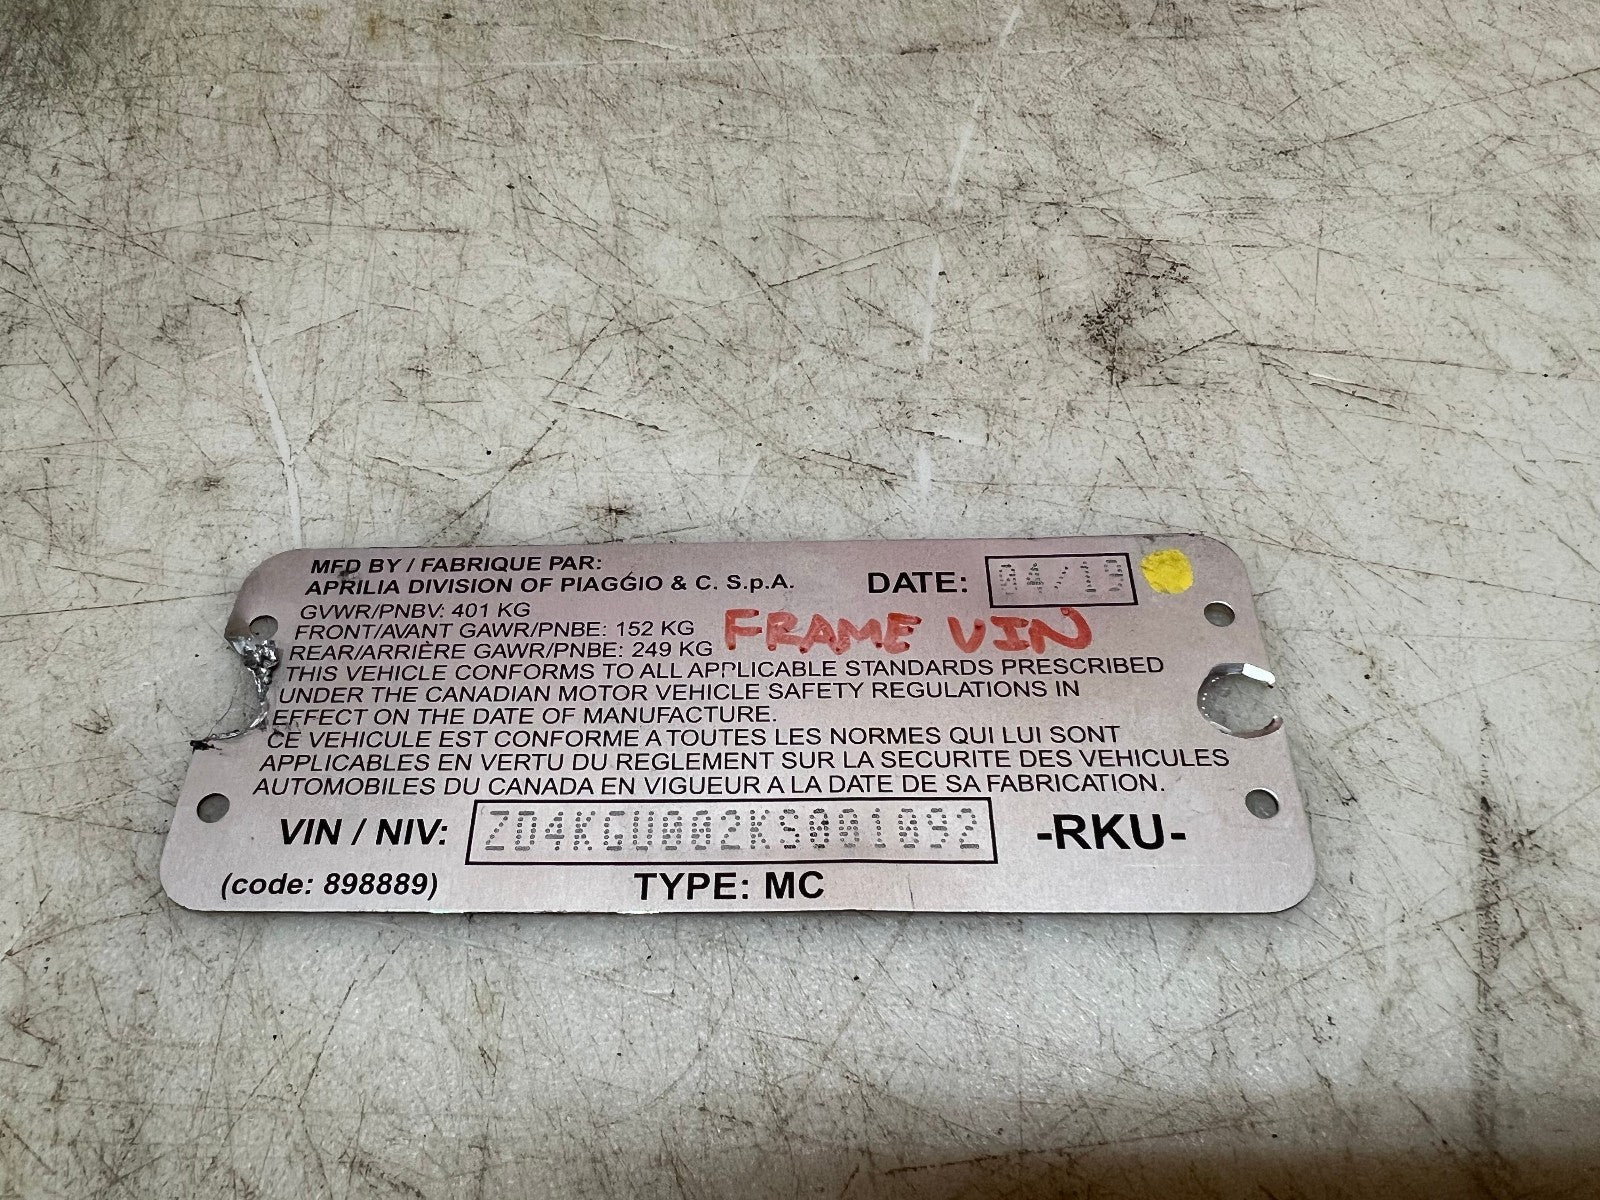 MFD BY / FABRIQUE PAR:
APRILIA DIVISION OF PIAGGIO & C. S.p.A.
DATE: 04/19
GVWR/PNBV: 401 KG
FRONT/AVANT GAWR/PNBE: 152 KG
REAR/ARRIÈRE GAWR/PNBE: 249 KG
FRAME VIN
THIS VEHICLE CONFORMS TO ALL APPLICABLE STANDARDS PRESCRIBED
UNDER THE CANADIAN MOTOR VEHICLE SAFETY REGULATIONS IN
EFFECT ON THE DATE OF MANUFACTURE.
CE VEHICULE EST CONFORME A TOUTES LES NORMES QUI LUI SONT
APPLICABLES EN VERTU DU REGLEMENT SUR LA SECURITE DES VEHICULES
AUTOMOBILES DU CANADA EN VIGUEUR A LA DATE DE SA FABRICATION.
VIN / NIV: ZD4KGU002KS001092 -RKU-
(code: 898889) TYPE: MC